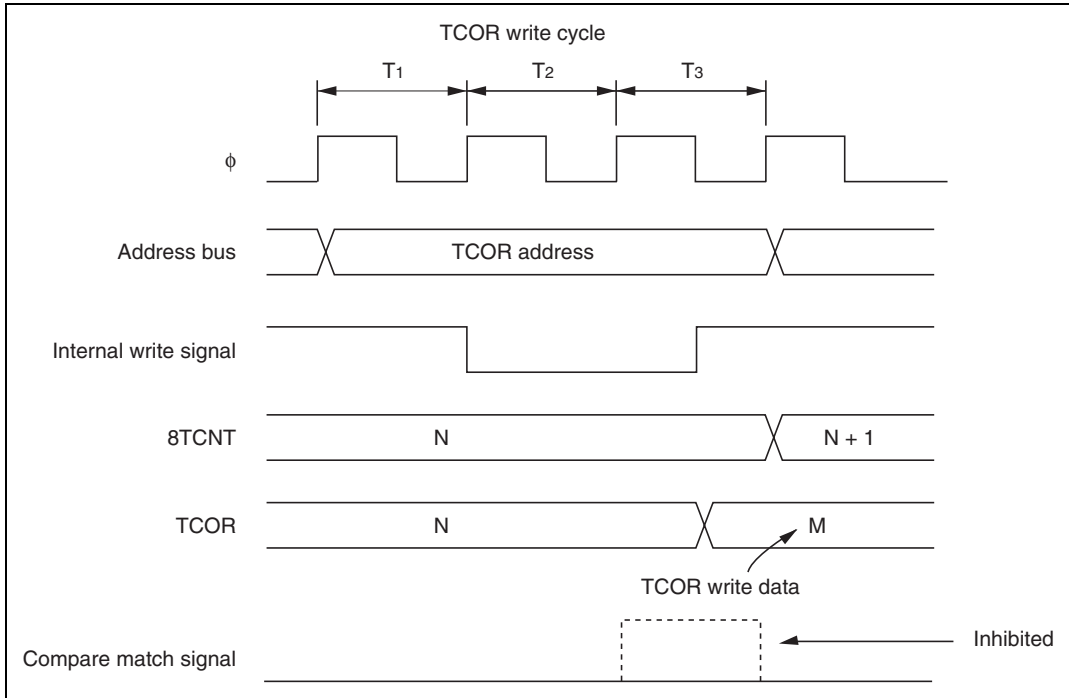 TCOR write cycle
T1 T2 T3
ϕ
Address bus TCOR address
Internal write signal
8TCNT N N + 1
TCOR N M
TCOR write data
Compare match signal Inhibited